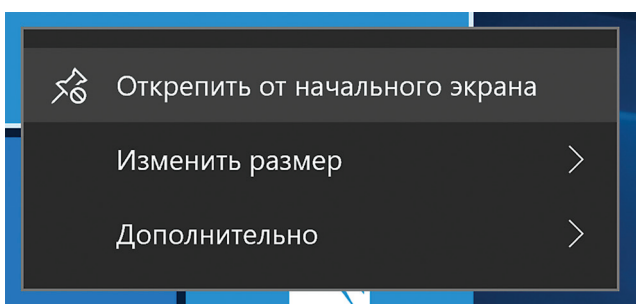 Открепить от начального экрана
Изменить размер
Дополнительно